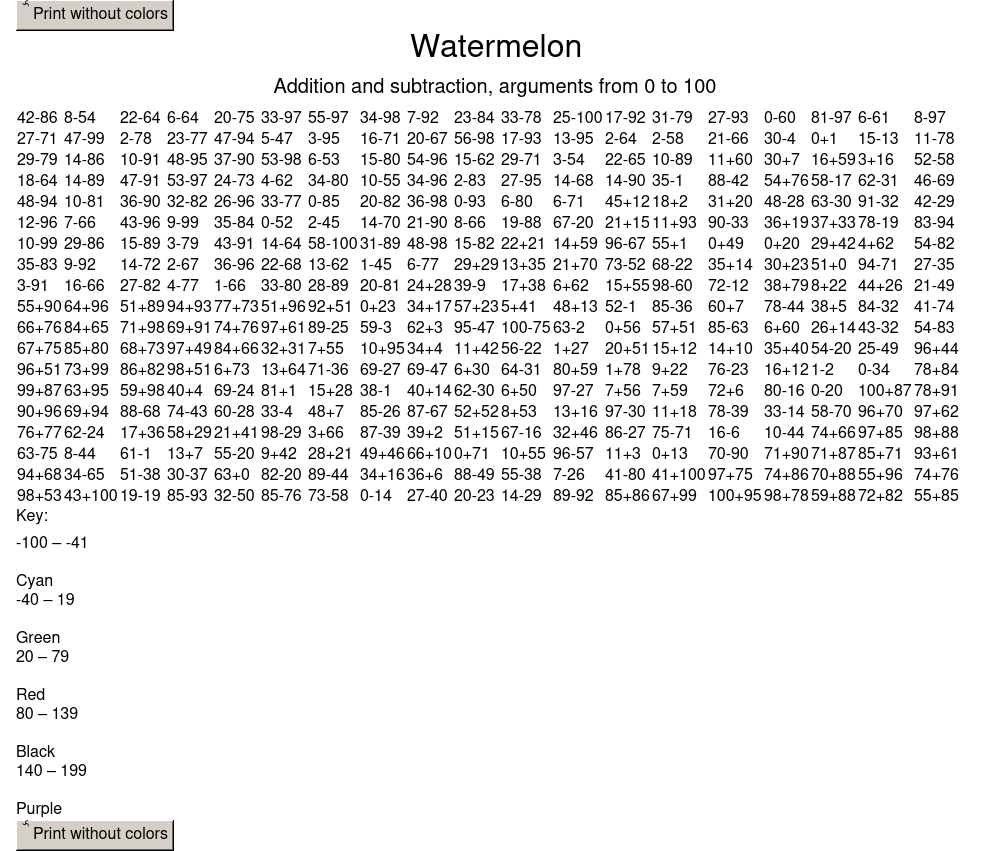 Print without colors
Watermelon
Addition and subtraction, arguments from 0 to 100
42-86 8-54 22-64 6-64 20-75 33-97 55-97 34-98 7-92 23-84 33-78 25-100 17-92 31-79 27-93 0-60 81-97 6-61 8-97
27-71 47-99 2-78 23-77 47-94 5-47 3-95 16-71 20-67 56-98 17-93 13-95 2-64 2-58 21-66 30-4 0+1 15-13 11-78
29-79 14-86 10-91 48-95 37-90 53-98 6-53 15-80 54-96 15-62 29-71 3-54 22-65 10-89 11+60 30+7 16+59 3+16 52-58
18-64 14-89 47-91 53-97 24-73 4-62 34-80 10-55 34-96 2-83 27-95 14-68 14-90 35-1 88-42 54+76 58-17 62-31 46-69
48-94 10-81 36-90 32-82 26-96 33-77 0-85 20-82 36-98 0-93 6-80 6-71 45+12 18+2 31+20 48-28 63-30 91-32 42-29
12-96 7-66 43-96 9-99 35-84 0-52 2-45 14-70 21-90 8-66 19-88 67-20 21+15 11+93 90-33 36+19 37+33 78-19 83-94
10-99 29-86 15-89 3-79 43-91 14-64 58-100 31-89 48-98 15-82 22+21 14+59 96-67 55+1 0+49 0+20 29+42 4+62 54-82
35-83 9-92 14-72 2-67 36-96 22-68 13-62 1-45 6-77 29+29 13+35 21+70 73-52 68-22 35+14 30+23 51+0 94-71 27-35
3-91 16-66 27-82 4-77 1-66 33-80 28-89 20-81 24+28 39-9 17+38 6+62 15+55 98-60 72-12 38+79 8+22 44+26 21-49
55+90 64+96 51+89 94+93 77+73 51+96 92+51 0+23 34+17 57+23 5+41 48+13 52-1 85-36 60+7 78-44 38+5 84-32 41-74
66+76 84+65 71+98 69+91 74+76 97+61 89-25 59-3 62+3 95-47 100-75 63-2 0+56 57+51 85-63 6+60 26+14 43-32 54-83
67+75 85+80 68+73 97+49 84+66 32+31 7+55 10+95 34+4 11+42 56-22 1+27 20+51 15+12 14+10 35+40 54-20 25-49 96+44
96+51 73+99 86+82 98+51 6+73 13+64 71-36 69-27 69-47 6+30 64-31 80+59 1+78 9+22 76-23 16+12 1-2 0-34 78+84
99+87 63+95 59+98 40+4 69-24 81+1 15+28 38-1 40+14 62-30 6+50 97-27 7+56 7+59 72+6 80-16 0-20 100+87 78+91
90+96 69+94 88-68 74-43 60-28 33-4 48+7 85-26 87-67 52+52 8+53 13+16 97-30 11+18 78-39 33-14 58-70 96+70 97+62
76+77 62-24 17+36 58+29 21+41 98-29 3+66 87-39 39+2 51+15 67-16 32+46 86-27 75-71 16-6 10-44 74+66 97+85 98+88
63-75 8-44 61-1 13+7 55-20 9+42 28+21 49+46 66+10 0+71 10+55 96-57 11+3 0+13 70-90 71+90 71+87 85+71 93+61
94+68 34-65 51-38 30-37 63+0 82-20 89-44 34+16 36+6 88-49 55-38 7-26 41-80 41+100 97+75 74+86 70+88 55+96 74+76
98+53 43+100 19-19 85-93 32-50 85-76 73-58 0-14 27-40 20-23 14-29 89-92 85+86 67+99 100+95 98+78 59+88 72+82 55+85
Key:
-100 – -41
Cyan
-40 – 19
Green
20 – 79
Red
80 – 139
Black
140 – 199
Purple
Print without colors